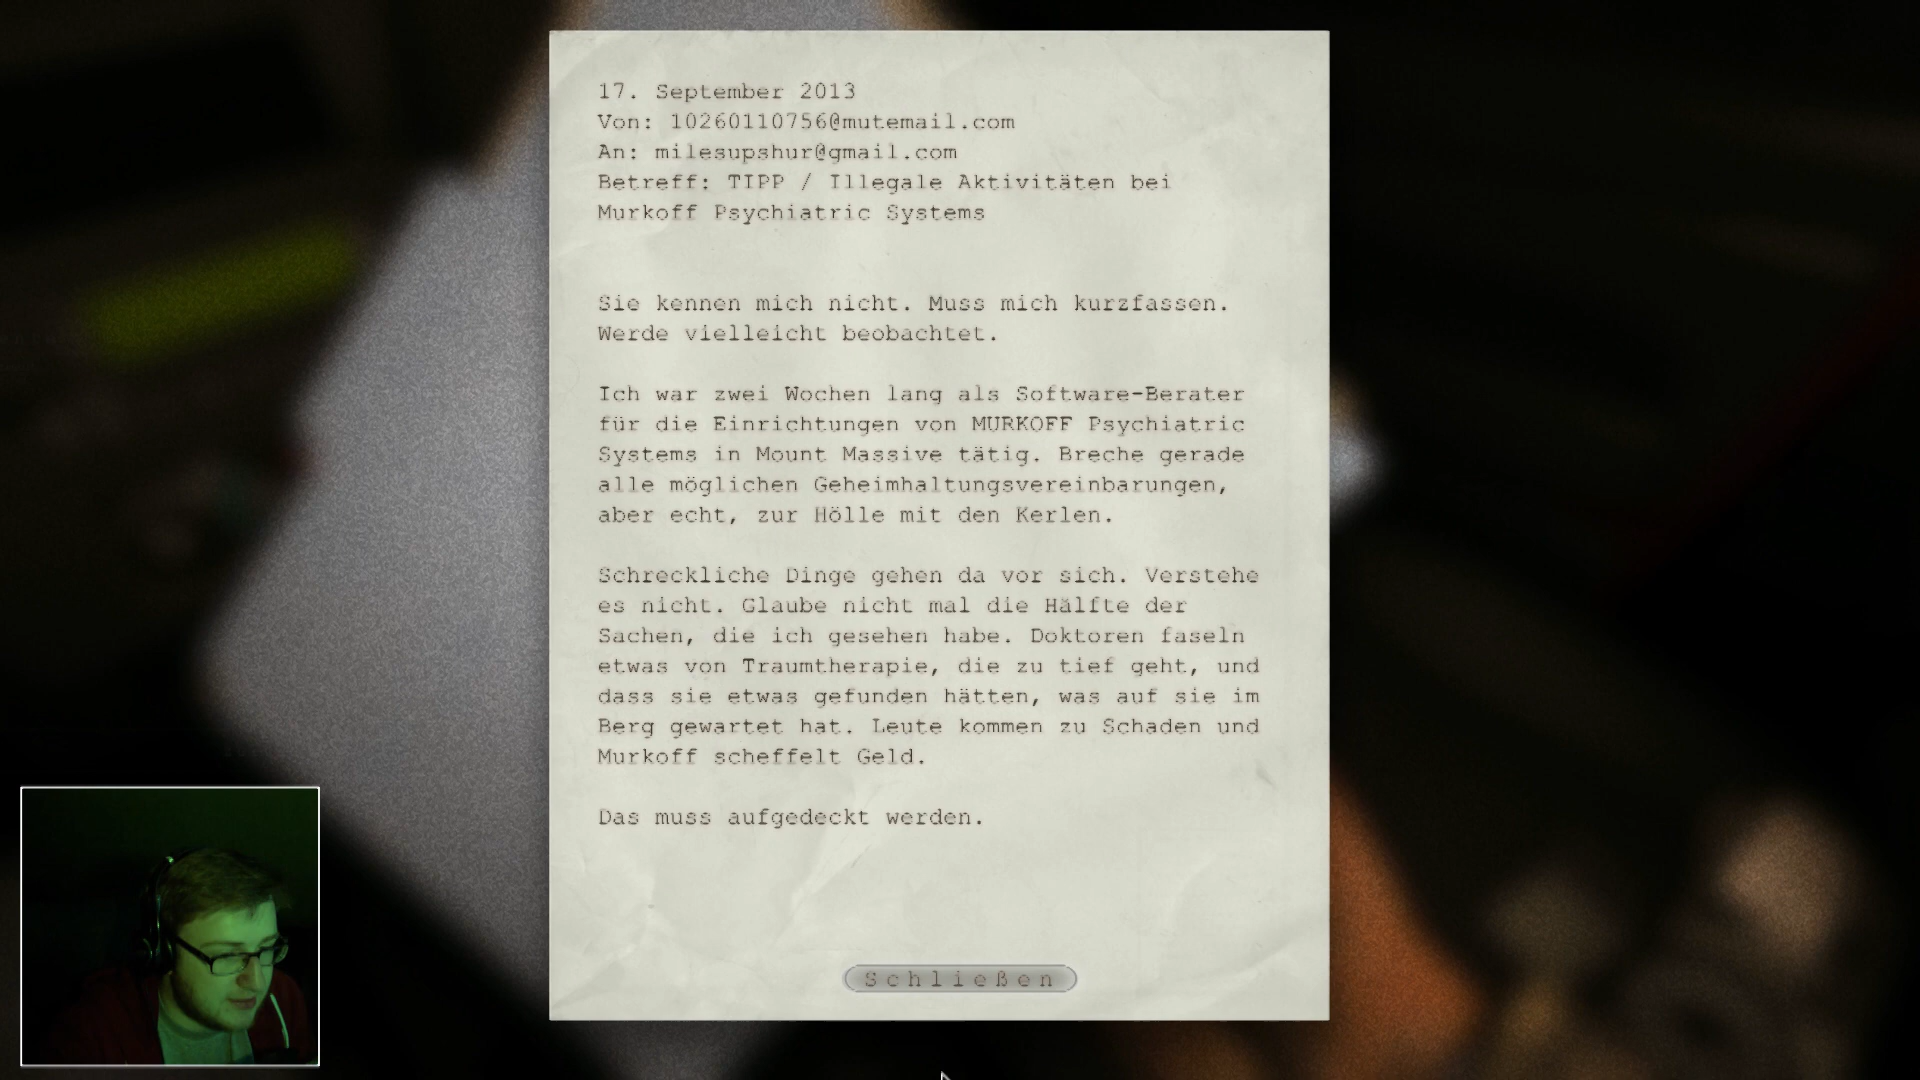 17. September 2013
Von: 10260110756@mutemail.com
An: milesupshur@gmail.com
Betreff: TIPP / Illegale Aktivitäten bei
Murkoff Psychiatric Systems
Sie kennen mich nicht. Muss mich kurzfassen.
Werde vielleicht beobachtet.
Ich war zwei Wochen lang als Software-Berater
für die Einrichtungen von MURKOFF Psychiatric
Systems in Mount Massive tätig. Breche gerade
alle möglichen Geheimhaltungsvereinbarungen,
aber echt, zur Hölle mit den Kerlen.
Schreckliche Dinge gehen da vor sich. Verstehe
es nicht. Glaube nicht mal die Hälfte der
Sachen, die ich gesehen habe. Doktoren faseln
etwas von Traumtherapie, die zu tief geht, und
dass sie etwas gefunden hätten, was auf sie im
Berg gewartet hat. Leute kommen zu Schaden und
Murkoff scheffelt Geld.
Das muss aufgedeckt werden.
Schließen